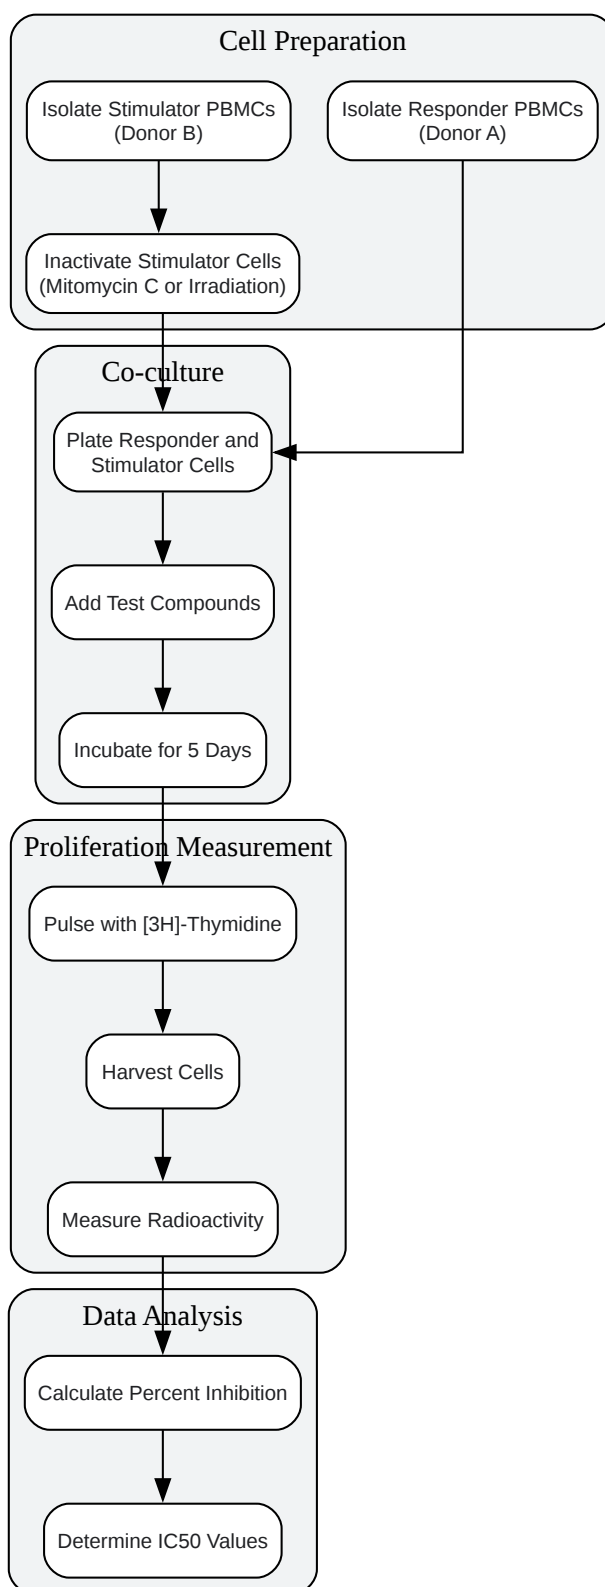 Cell Preparation
Isolate Stimulator PBMCs
(Donor B)
Isolate Responder PBMCs
(Donor A)
Inactivate Stimulator Cells
(Mitomycin C or Irradiation)
Co-culture
Plate Responder and
Stimulator Cells
Add Test Compounds
Incubate for 5 Days
Proliferation Measurement
Pulse with [3H]-Thymidine
Harvest Cells
Measure Radioactivity
Data Analysis
Calculate Percent Inhibition
Determine IC50 Values